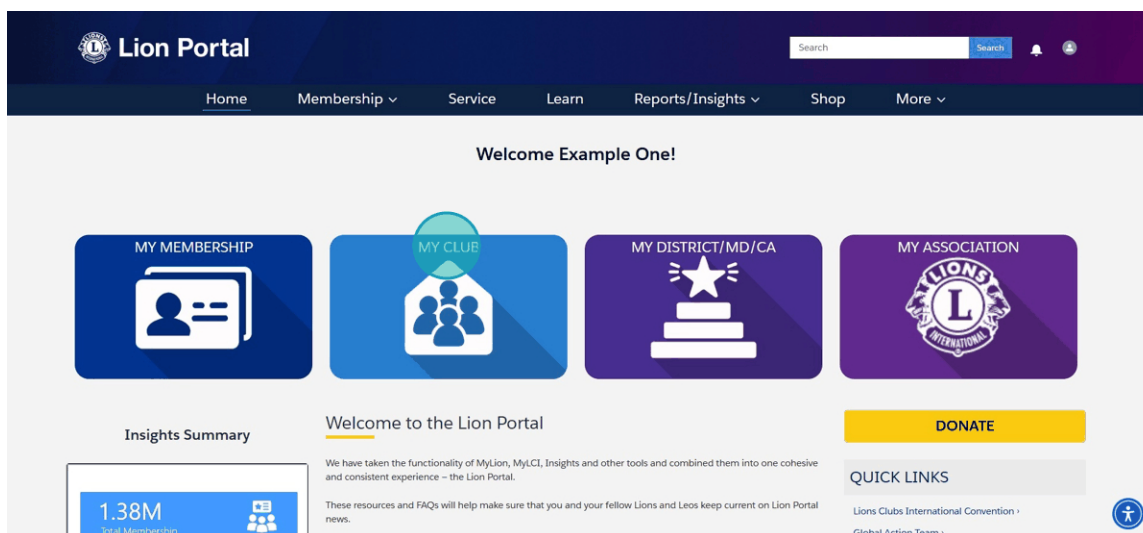 Lion Portal
Search
Search
Home
Membership
Service
Learn
Reports/Insights
Shop
More
Welcome Example One!
MY MEMBERSHIP
MY CLUB
MY DISTRICT/MD/CA
MY ASSOCIATION
LIONS
L
INTERNATIONAL
Insights Summary
1.38M
Total Membership
Welcome to the Lion Portal
We have taken the functionality of MyLion, MyLCI, Insights and other tools and combined them into one cohesive
and consistent experience – the Lion Portal.
These resources and FAQs will help make sure that you and your fellow Lions and Leos keep current on Lion Portal
news.
DONATE
QUICK LINKS
Lions Clubs International Convention ›
Global Action Team ›